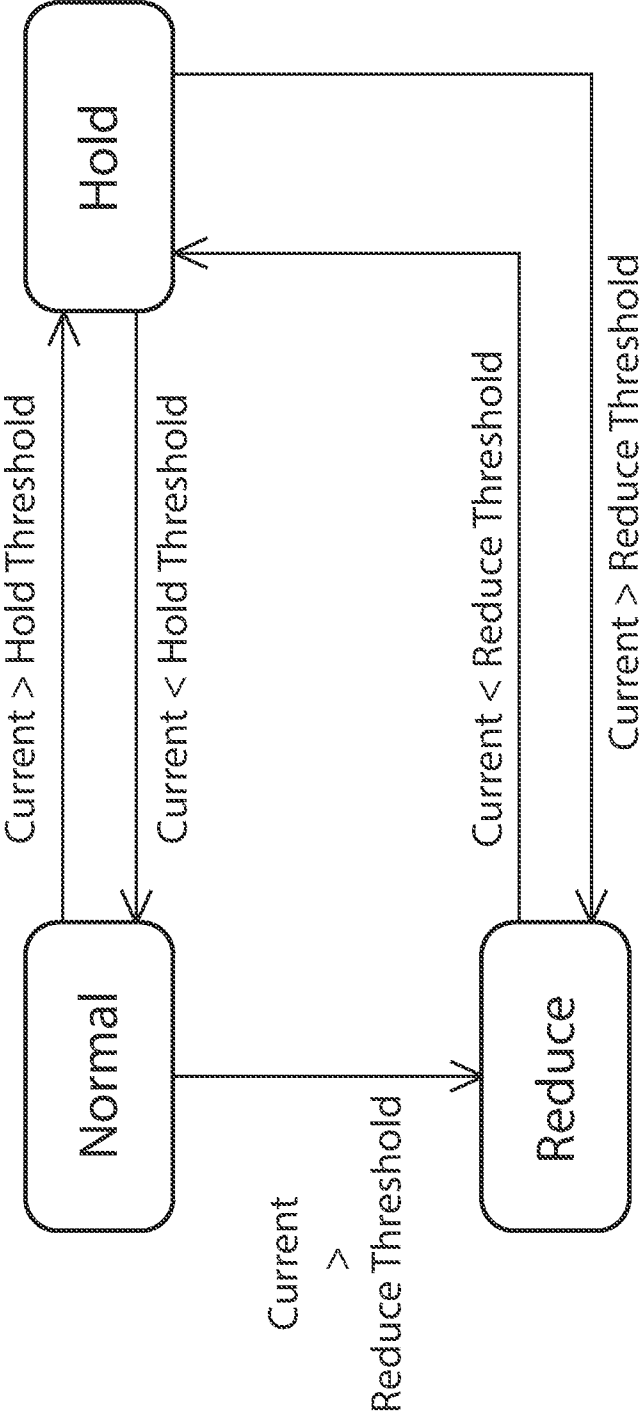 Current > Hold Threshold
Normal
Hold
Current < Hold Threshold
Current
>
Reduce Threshold
Current < Reduce Threshold
Reduce
Current > Reduce Threshold